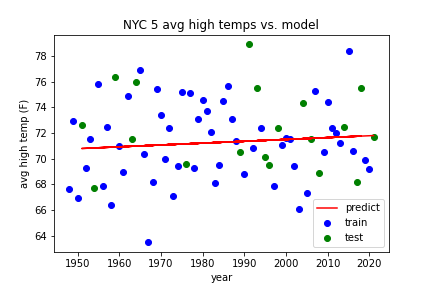 NYC 5 avg high temps vs. model
avg high temp (F)
78
76
74
72
70
68
66
64
1950 1960 1970 1980 1990 2000 2010 2020
year
predict
train
test